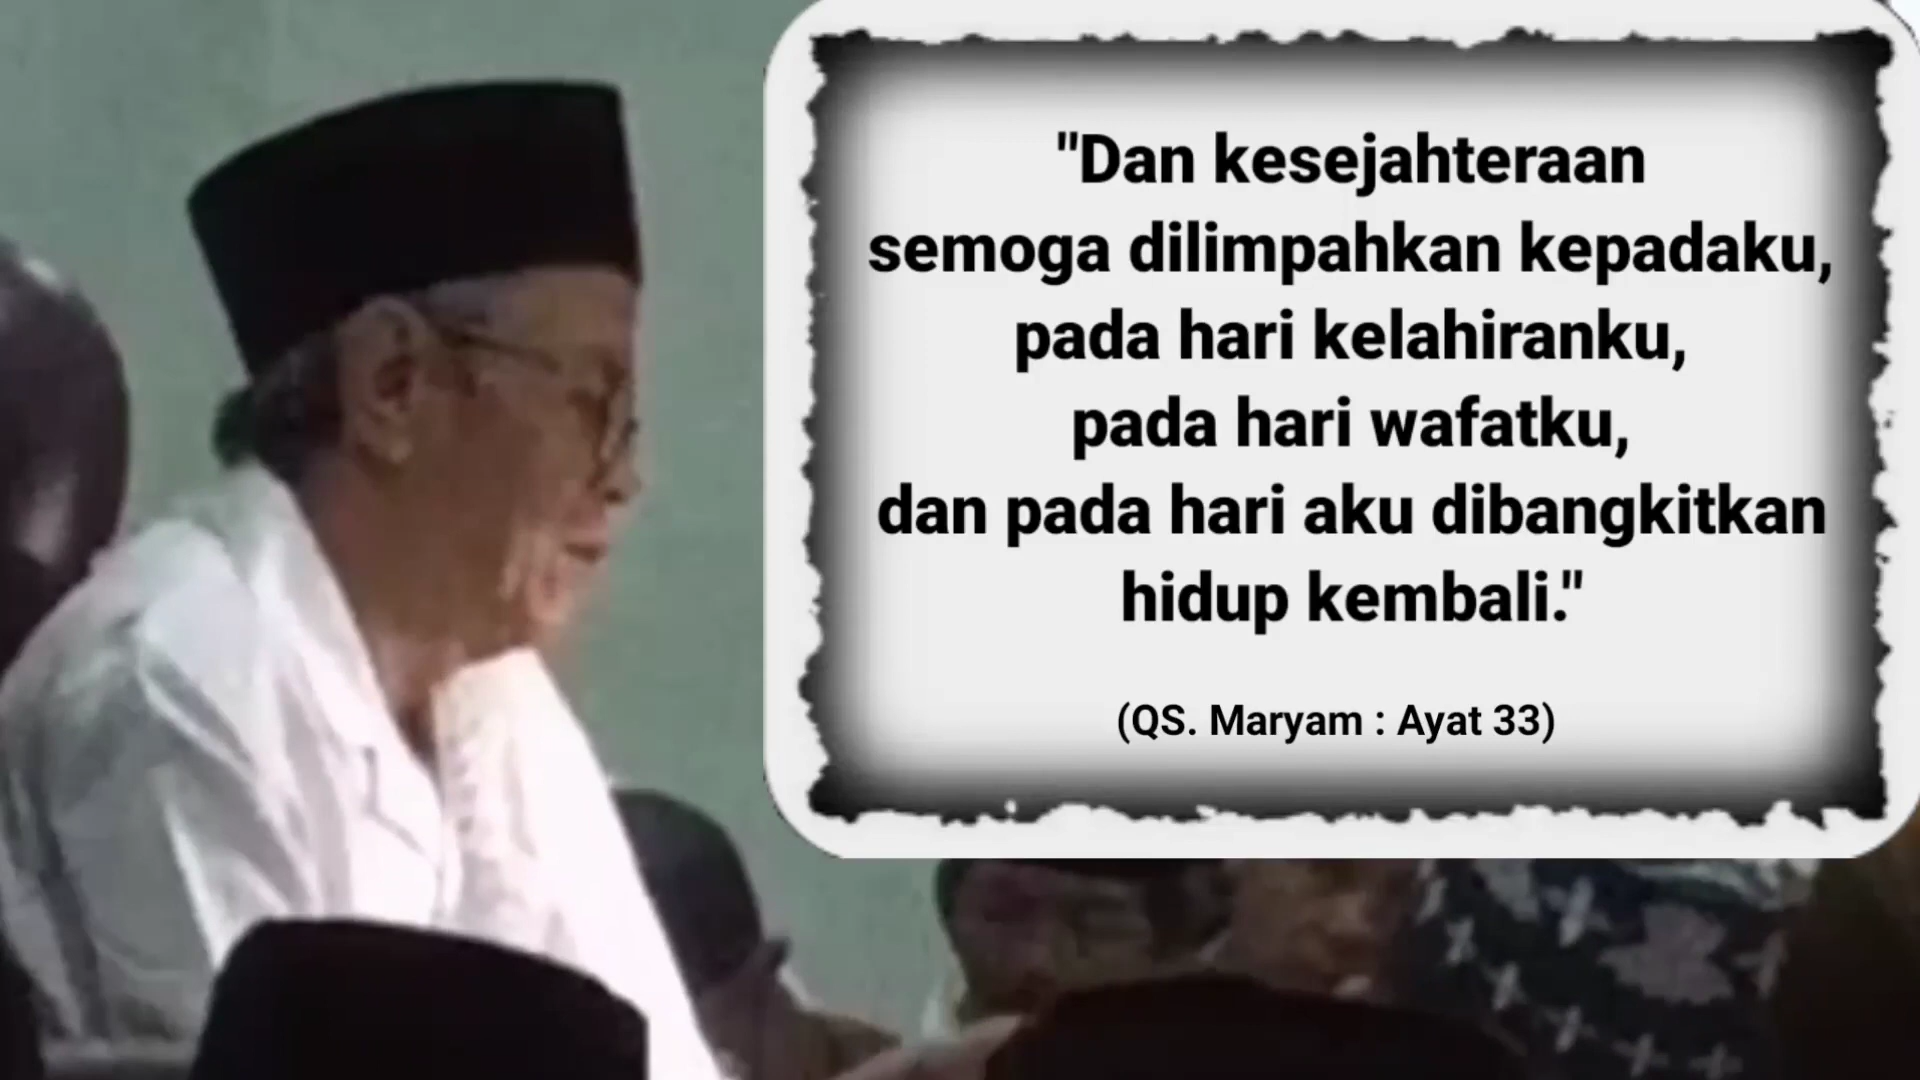 "Dan kesejahteraan
semoga dilimpahkan kepadaku,
pada hari kelahiranku,
pada hari wafatku,
dan pada hari aku dibangkitkan
hidup kembali."
(QS. Maryam : Ayat 33)